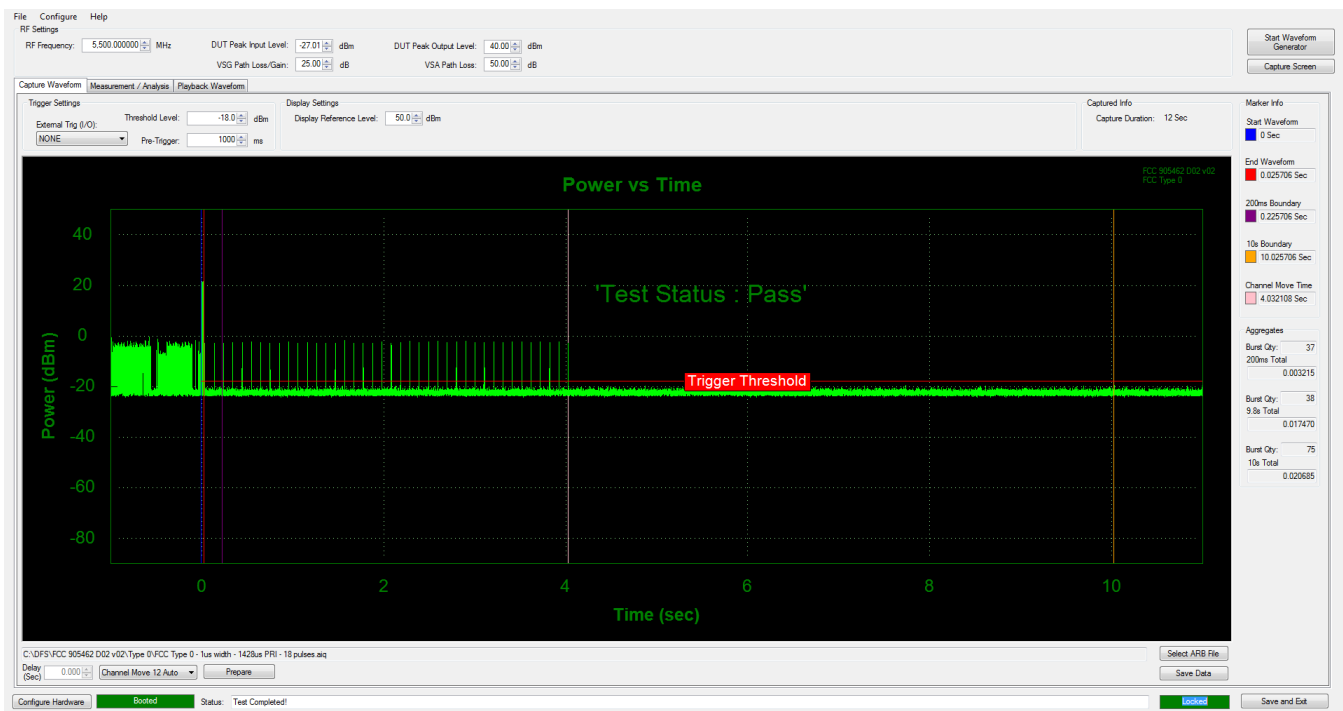 File Configure Help
RF Settings
RF Frequency: 5,500.000000 MHz DUT Peak Input Level: -27.01 dBm DUT Peak Output Level: 40.00 dBm
VSG Path Loss/Gain: 25.00 dB VSA Path Loss: 50.00 dB
Start Waveform
Generator
Capture Screen
Capture Waveform Measurement / Analysis Playback Waveform
Trigger Settings
External Trig (I/O): Threshold Level: -18.0 dBm
NONE Pre-Trigger: 1000 ms
Display Settings
Display Reference Level: 50.0 dBm
Captured Info
Capture Duration: 12 Sec
Marker Info
Start Waveform
0 Sec
End Waveform
0.025706 Sec
200ms Boundary
0.225706 Sec
10s Boundary
10.025706 Sec
Channel Move Time
4.032108 Sec
Aggregates
Burst Qty: 37
200ms Total
0.003215
Burst Qty: 38
9.8s Total
0.017470
Burst Qty: 75
10s Total
0.020685
Power vs Time
FCC 905462 D02 v02
FCC Type 0
'Test Status : Pass'
Trigger Threshold
Power (dBm)
40
20
0
-20
-40
-60
-80
0 2 4 6 8 10
Time (sec)
C:\DFS\FCC 905462 D02 v02\Type 0\FCC Type 0 - 1us width - 1428us PRI - 18 pulses.aiq
Select ARB File
Delay
(Sec) 0.000 Channel Move 12 Auto Prepare
Save Data
Configure Hardware Booted Status: Test Completed! Locked Save and Exit